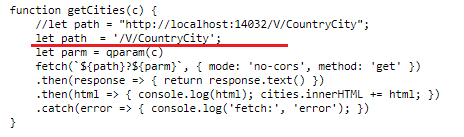 function getCities(c) {
//let path = "http://localhost:14032/V/CountryCity";
let path  = '/V/CountryCity';
let parm = qparam(c)
fetch(`${path}?${parm}`, { mode: 'no-cors', method: 'get' })
.then(response => { return response.text() })
.then(html => { console.log(html); cities.innerHTML += html; })
.catch(error => { console.log('fetch:', 'error'); })
}